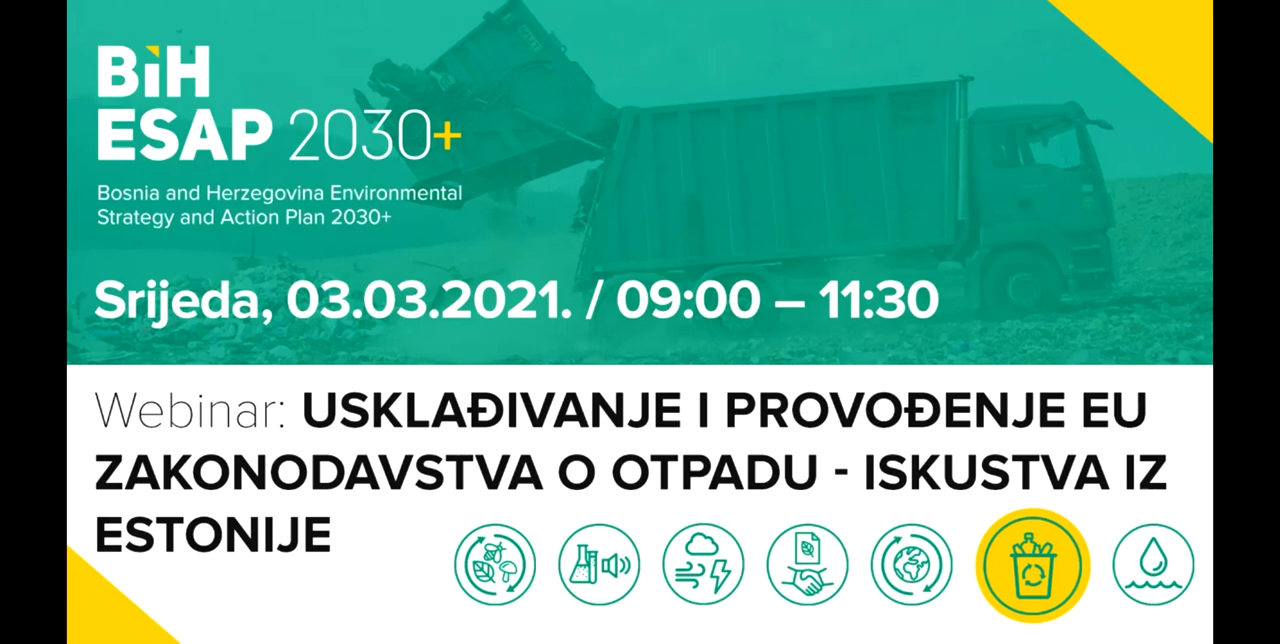 BiH
ESAP 2030+
Bosnia and Herzegovina Environmental
Strategy and Action Plan 2030+
Srijeda, 03.03.2021. / 09:00 – 11:30
Webinar: USKLAĐIVANJE I PROVOĐENJE EU
ZAKONODAVSTVA O OTPADU - ISKUSTVA IZ
ESTONIJE